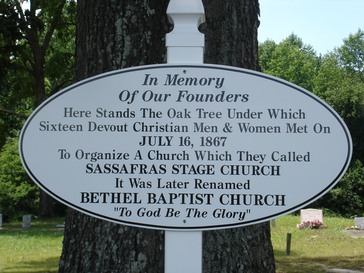 In Memory
Of Our Founders
Here Stands The Oak Tree Under Which
Sixteen Devout Christian Men & Women Met On
JULY 16, 1867
To Organize A Church Which They Called
SASSAFRAS STAGE CHURCH
It Was Later Renamed
BETHEL BAPTIST CHURCH
"To God Be The Glory"